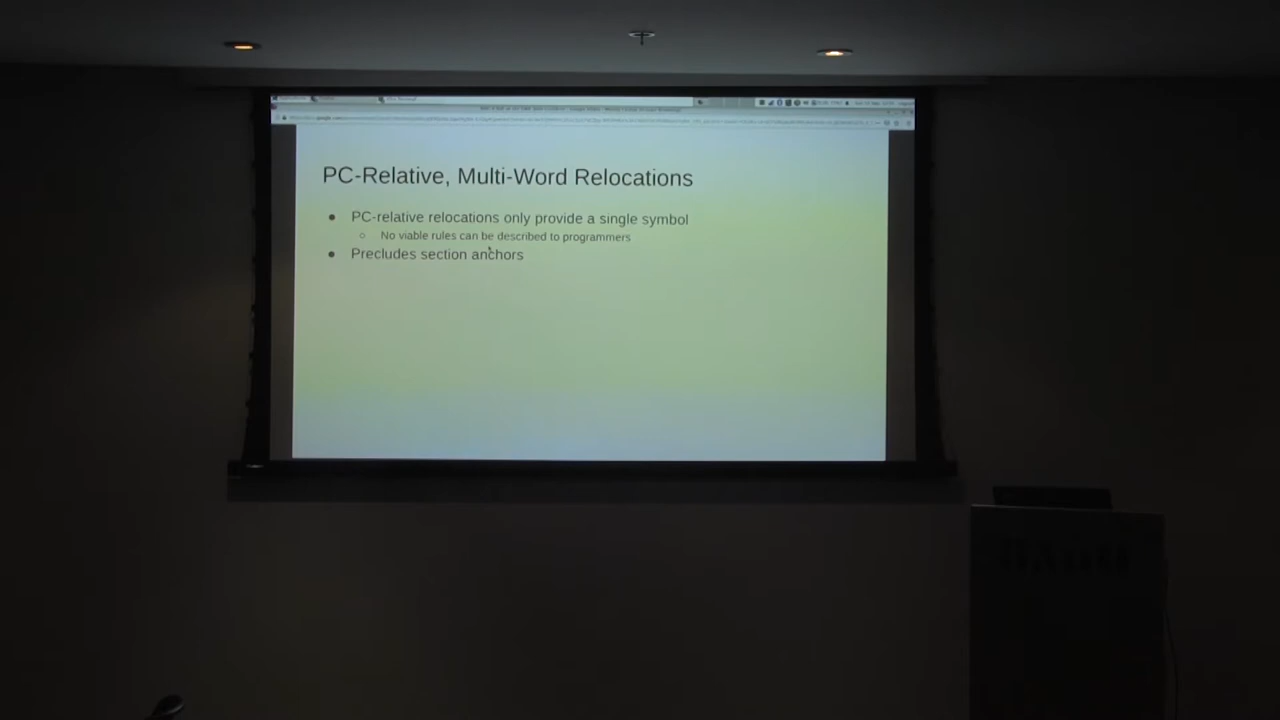 PC-Relative, Multi-Word Relocations
● PC-relative relocations only provide a single symbol
○ No viable rules can be described to programmers
● Precludes section anchors